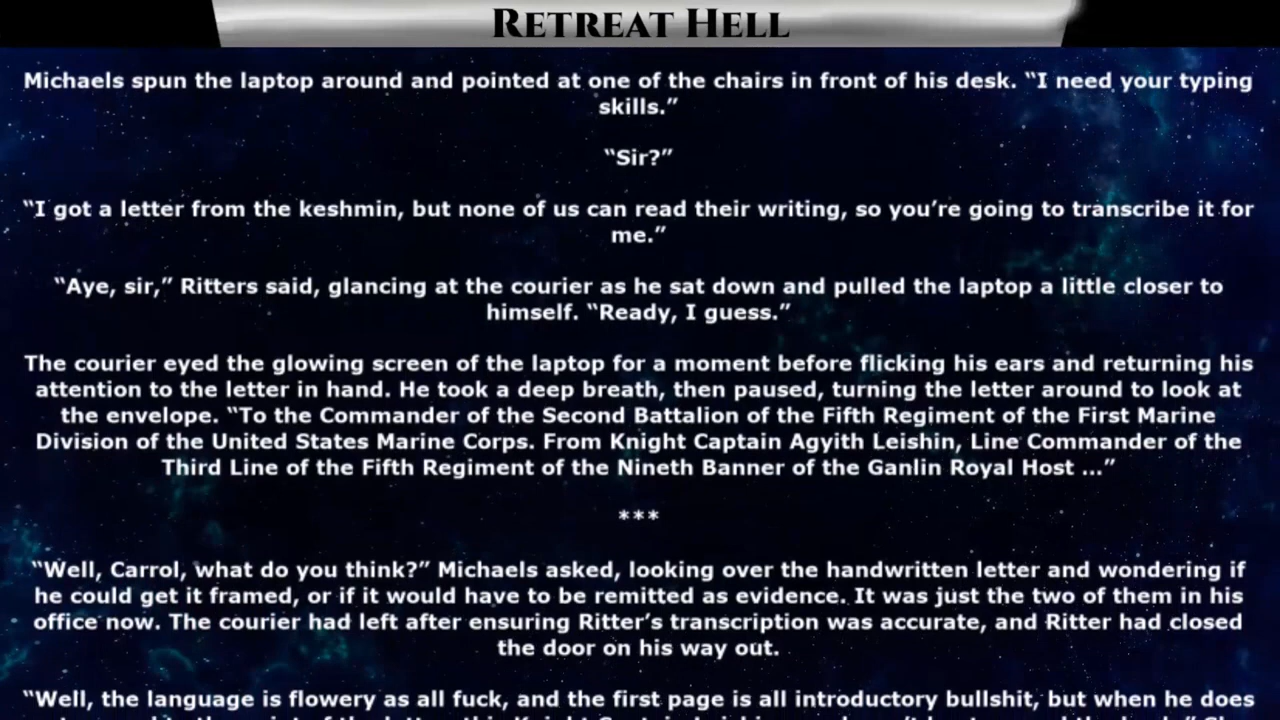 RETREAT HELL
Michaels spun the laptop around and pointed at one of the chairs in front of his desk. “I need your typing
skills.”
“Sir?”
“I got a letter from the keshmin, but none of us can read their writing, so you’re going to transcribe it for
me.”
“Aye, sir,” Ritters said, glancing at the courier as he sat down and pulled the laptop a little closer to
himself. “Ready, I guess.”
The courier eyed the glowing screen of the laptop for a moment before flicking his ears and returning his
attention to the letter in hand. He took a deep breath, then paused, turning the letter around to look at
the envelope. “To the Commander of the Second Battalion of the Fifth Regiment of the First Marine
Division of the United States Marine Corps. From Knight Captain Agyith Leishin, Line Commander of the
Third Line of the Fifth Regiment of the Nineth Banner of the Ganlin Royal Host ...”
***
“Well, Carrol, what do you think?” Michaels asked, looking over the handwritten letter and wondering if
he could get it framed, or if it would have to be remitted as evidence. It was just the two of them in his
office now. The courier had left after ensuring Ritter’s transcription was accurate, and Ritter had closed
the door on his way out.
“Well, the language is flowery as all fuck, and the first page is all introductory bullshit, but when he does